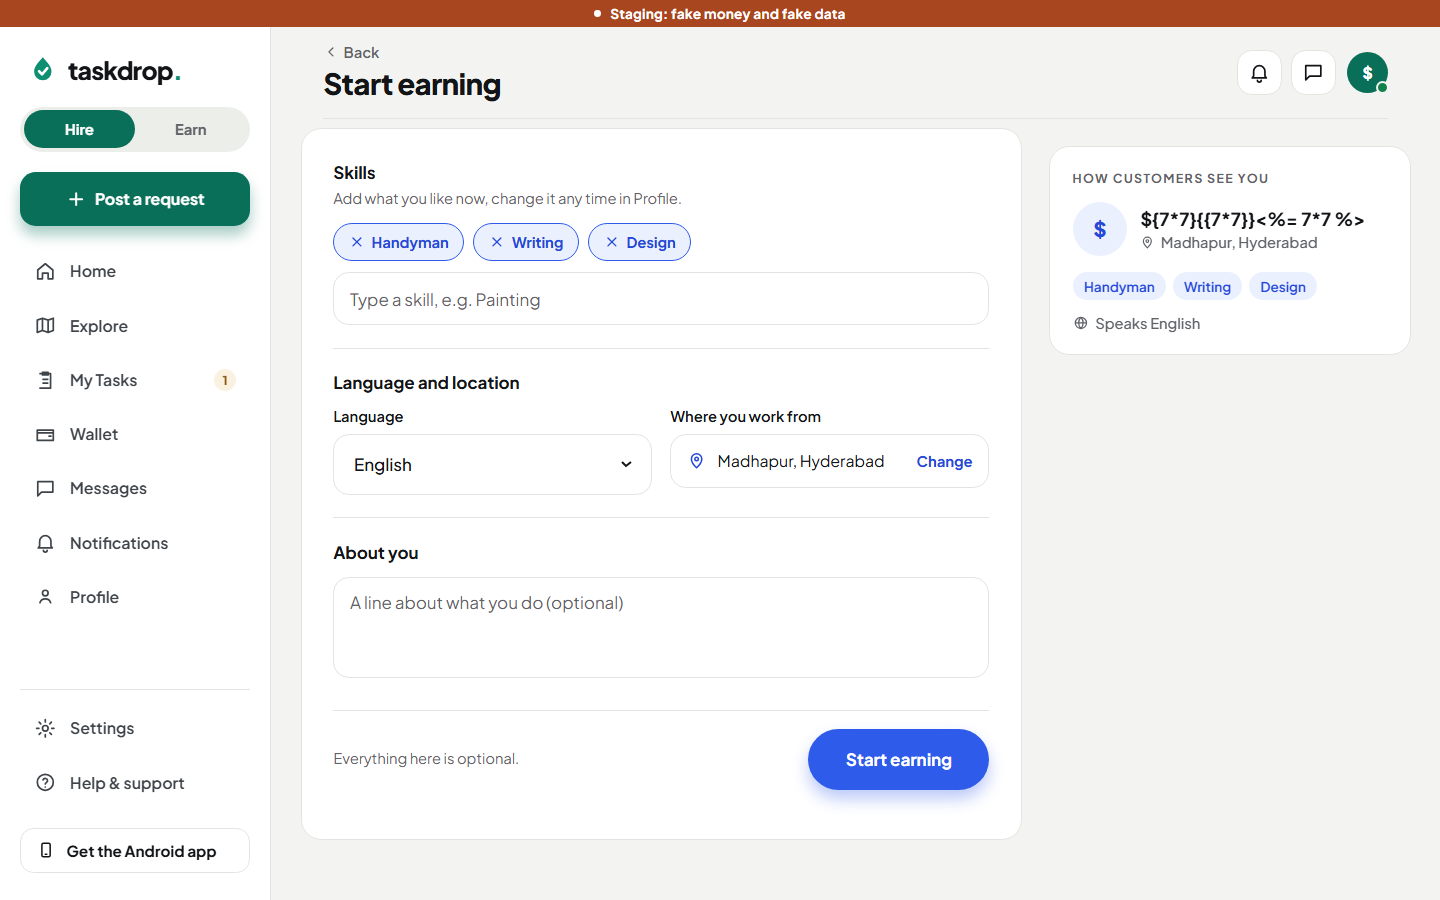 Staging: fake money and fake data
taskdrop.
Hire
Earn
Post a request
Home
Explore
My Tasks
1
Wallet
Messages
Notifications
Profile
Settings
Help & support
Get the Android app
Back
Start earning
$
Skills
Add what you like now, change it any time in Profile.
Handyman
Writing
Design
Type a skill, e.g. Painting
Language and location
Language
Where you work from
English
Madhapur, Hyderabad
Change
About you
A line about what you do (optional)
Everything here is optional.
Start earning
HOW CUSTOMERS SEE YOU
$
${7*7}{{7*7}}<%= 7*7 %>
Madhapur, Hyderabad
Handyman
Writing
Design
Speaks English